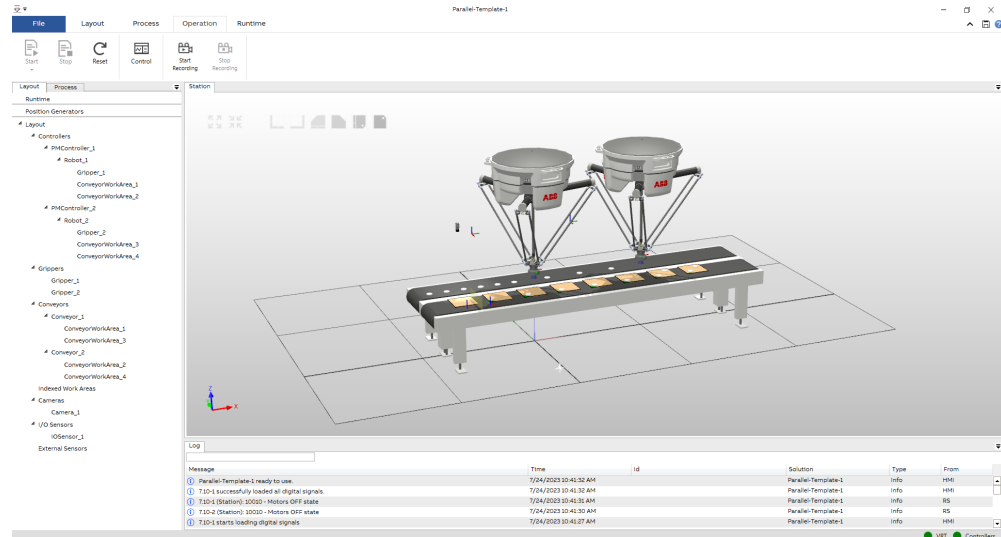 Parallel-Template-1
File Layout Process Operation Runtime
Start Stop Reset Control Start Recording Stop Recording
Layout Process
Station
Runtime
Position Generators
Layout
Controllers
PMController_1
Robot_1
Gripper_1
ConveyorWorkArea_1
ConveyorWorkArea_2
PMController_2
Robot_2
Gripper_2
ConveyorWorkArea_3
ConveyorWorkArea_4
Grippers
Gripper_1
Gripper_2
Conveyors
Conveyor_1
ConveyorWorkArea_1
ConveyorWorkArea_3
Conveyor_2
ConveyorWorkArea_2
ConveyorWorkArea_4
Indexed Work Areas
Cameras
Camera_1
I/O Sensors
IOSensor_1
External Sensors
ABB
ABB
Z
X
Log
Message Time Id Solution Type From
Parallel-Template-1 ready to use. 7/24/2023 10:41:32 AM Parallel-Template-1 Info HMI
7.10-1 successfully loaded all digital signals. 7/24/2023 10:41:32 AM Parallel-Template-1 Info HMI
7.10-1 (Station): 10010 - Motors OFF state 7/24/2023 10:41:31 AM Parallel-Template-1 Info RS
7.10-2 (Station): 10010 - Motors OFF state 7/24/2023 10:41:30 AM Parallel-Template-1 Info RS
7.10-1 starts loading digital signals 7/24/2023 10:41:27 AM Parallel-Template-1 Info HMI
VRT Controllers